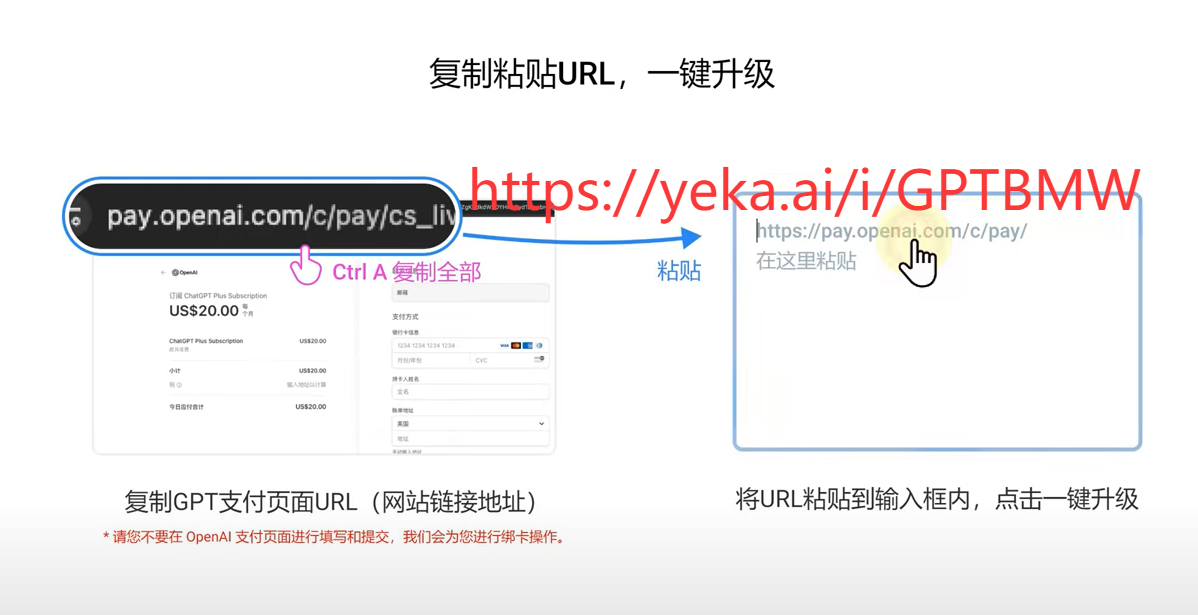 复制粘贴URL，一键升级
https://yeka.ai/i/GPTBMW
pay.openai.com/c/pay/cs_liv
Ctrl A 复制全部
粘贴
https://pay.openai.com/c/pay/
在这里粘贴
OpenAI
订阅 ChatGPT Plus Subscription
US$20.00 每个月
ChatGPT Plus Subscription US$20.00
小计 US$20.00
税 输入地址以计算
今日应付合计 US$20.00
邮箱
支付方式
银行卡信息
1234 1234 1234 1234 VISA
月份/年份 CVC
持卡人姓名
全名
账单地址
英国
地址
手动输入地址
复制GPT支付页面URL（网站链接地址）
* 请您不要在 OpenAI 支付页面进行填写和提交，我们会为您进行绑卡操作。
将URL粘贴到输入框内，点击一键升级